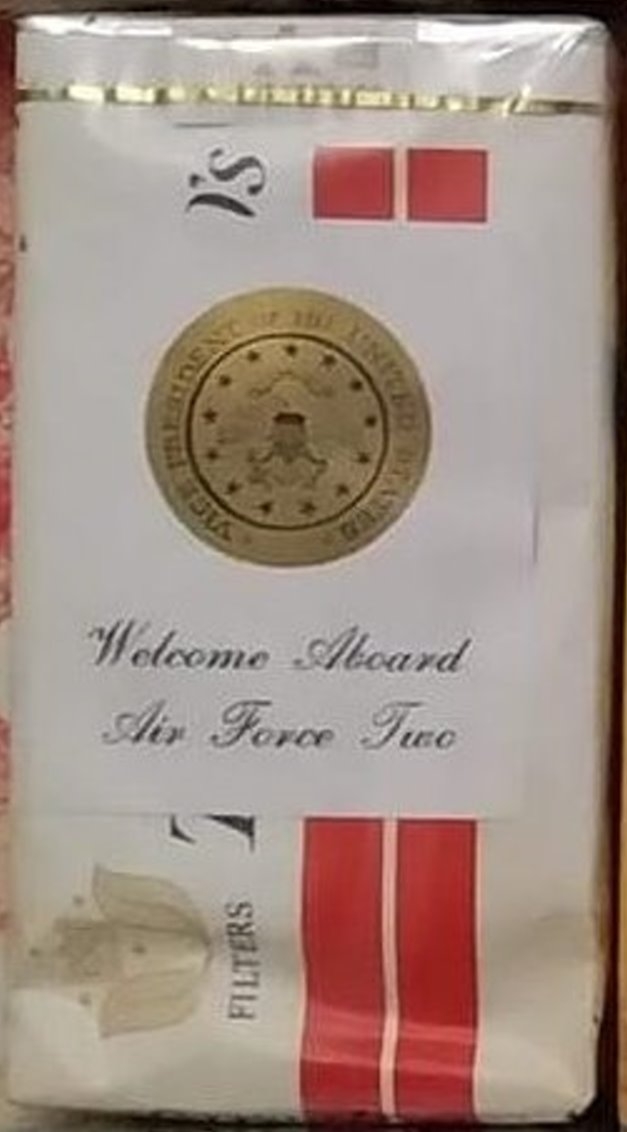 l's
VICE PRESIDENT OF THE UNITED STATES
Welcome Aboard
Air Force Two
FILTERS